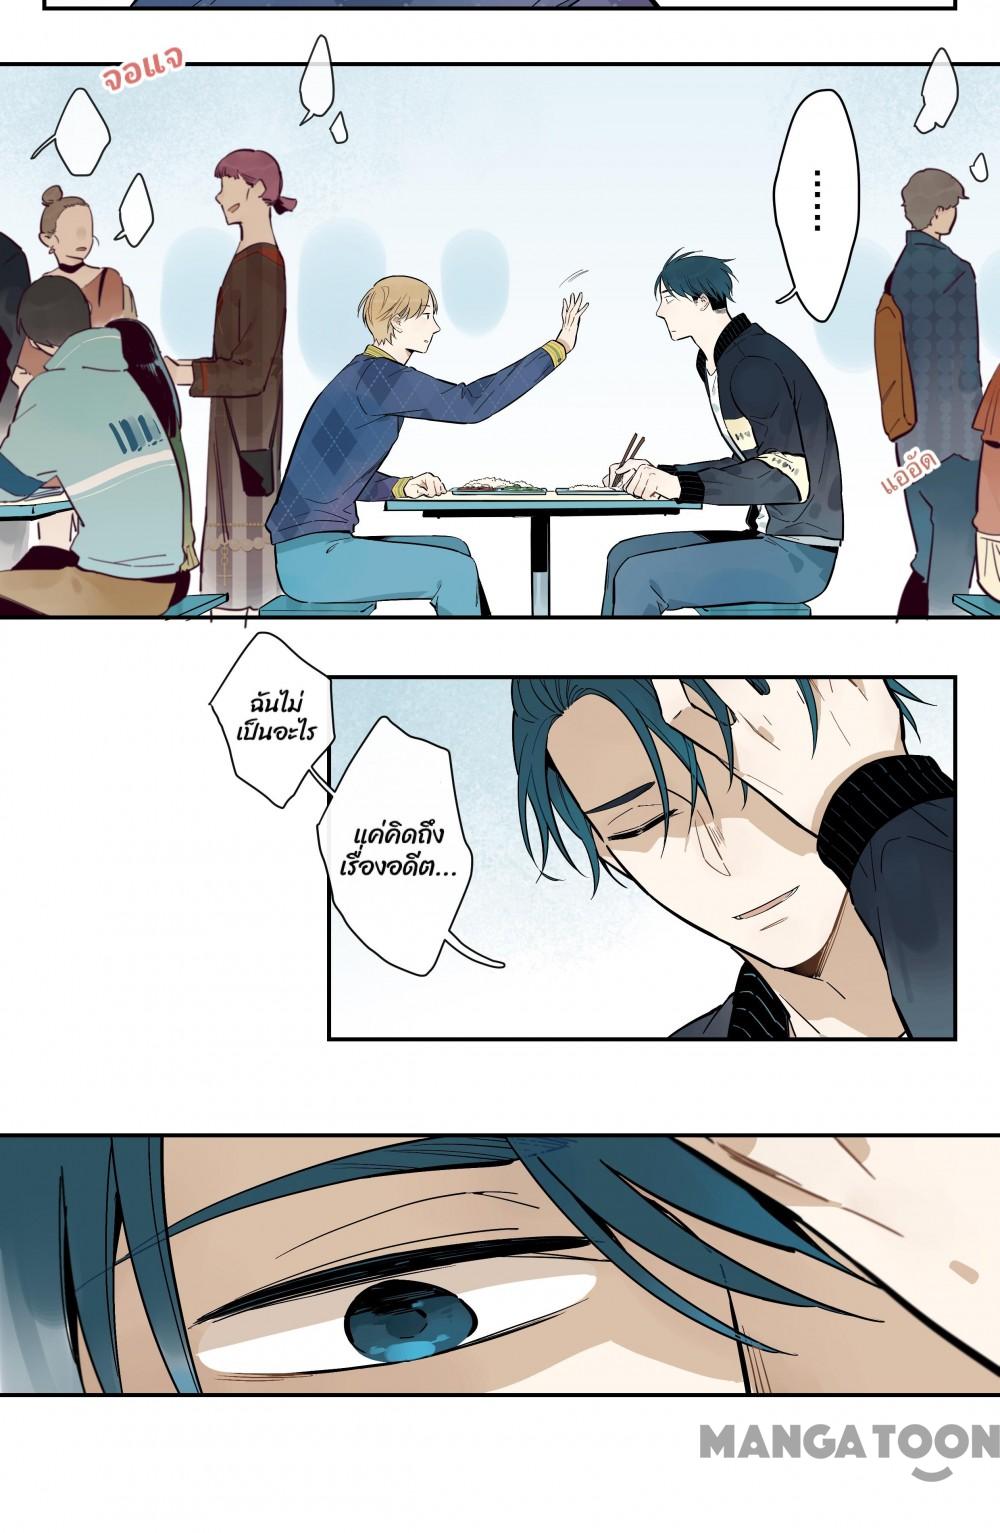 จอแจ
.......
แออัด
ฉันไม่
เป็นอะไร
แค่คิดถึง
เรื่องอดีต...
MANGATOON